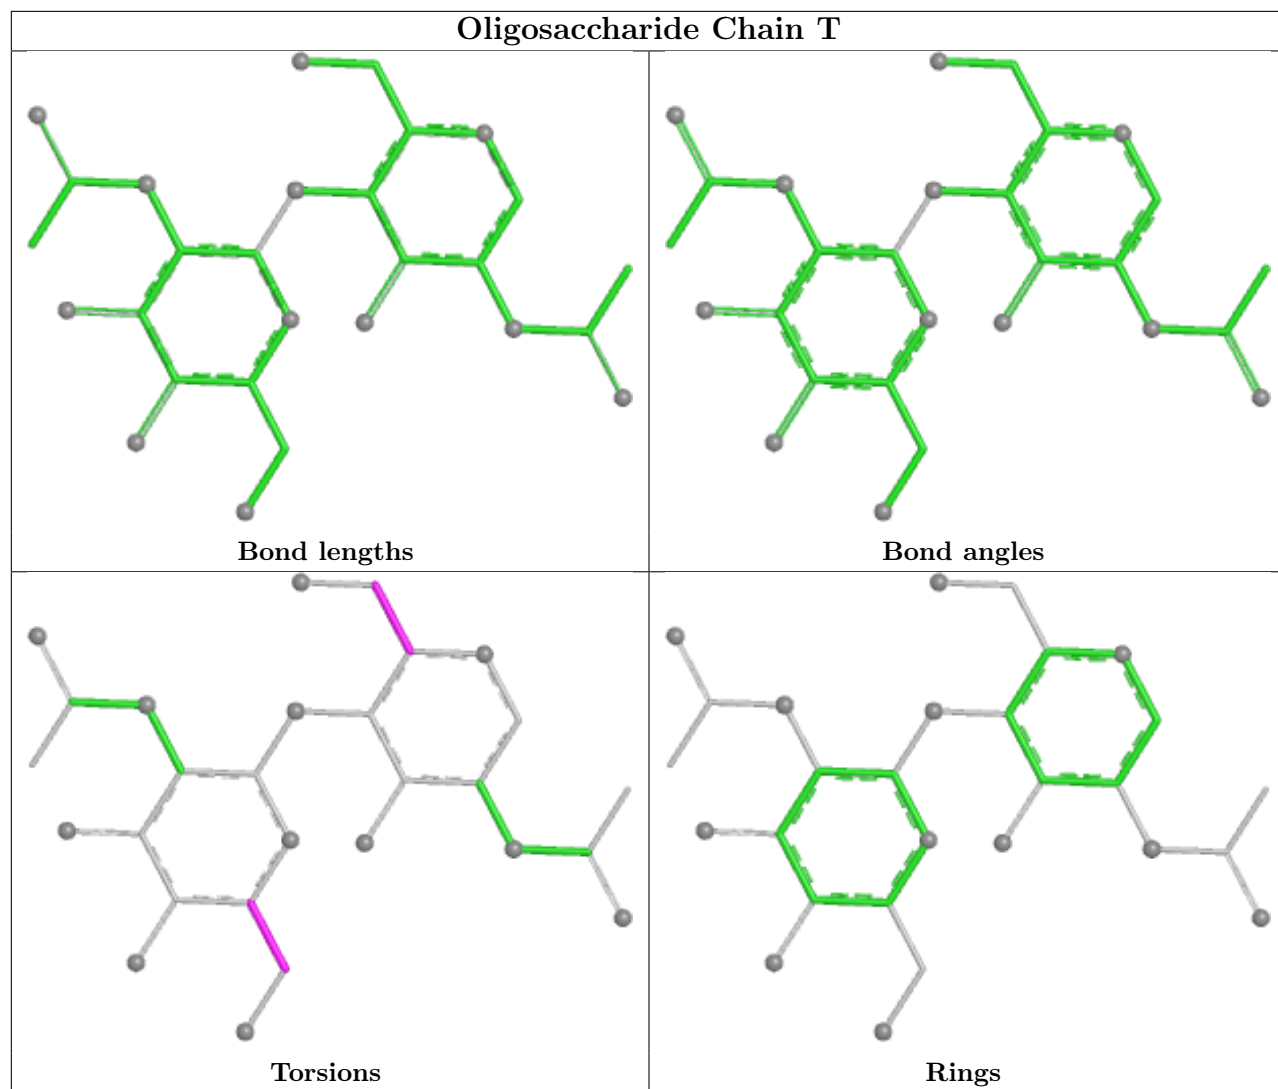 Oligosaccharide Chain T
Bond lengths
Bond angles
Torsions
Rings